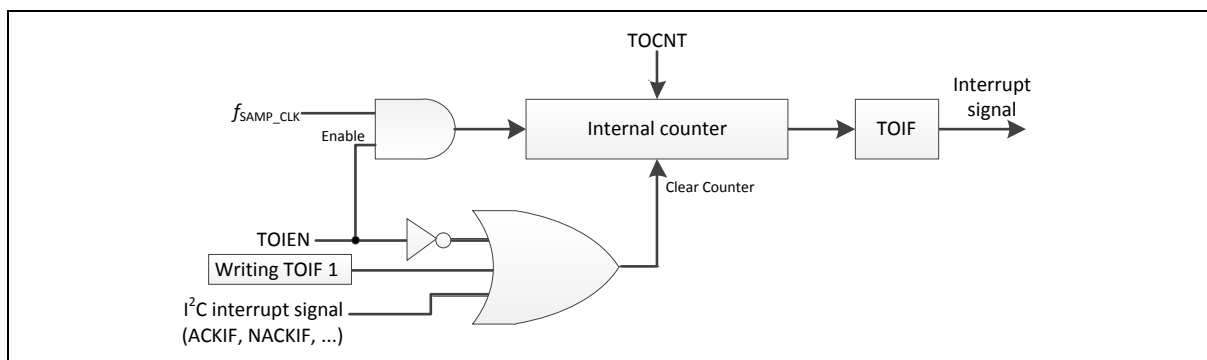 TOCNT
Interrupt
signal
fSAMP_CLK
Enable
Internal counter
TOIF
Clear Counter
TOIEN
Writing TOIF 1
I²C interrupt signal
(ACKIF, NACKIF, ...)